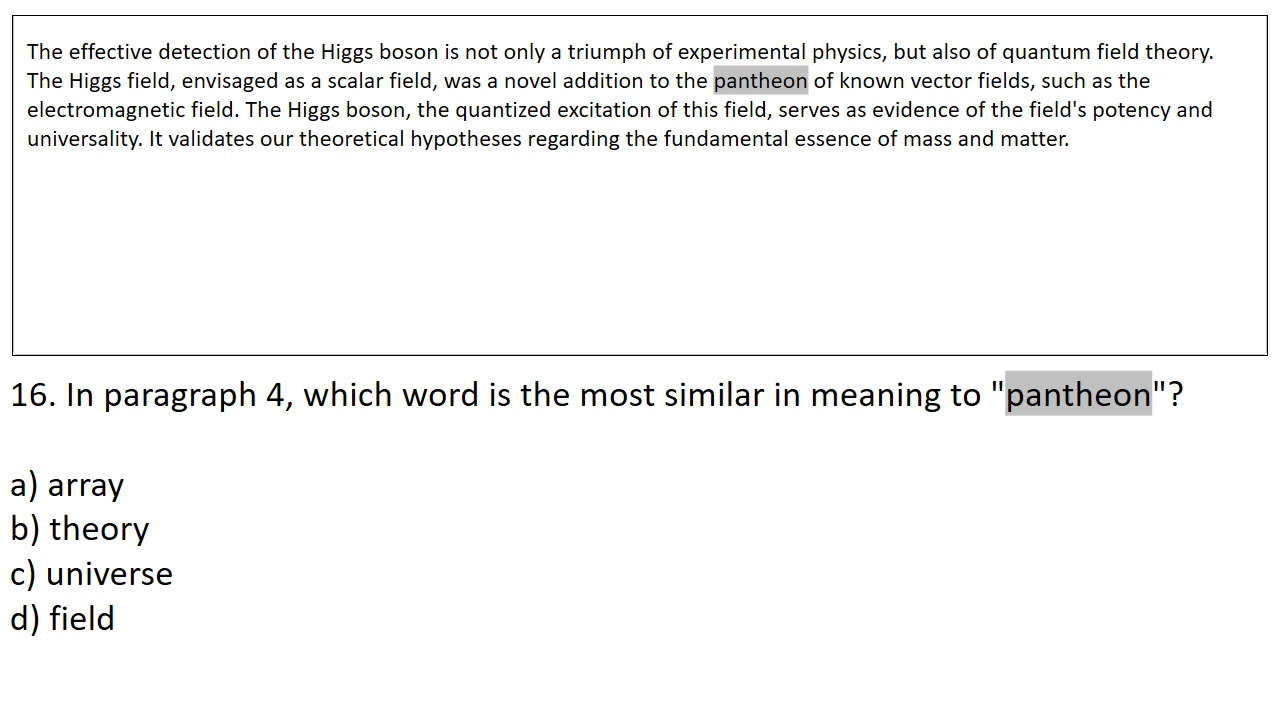 The effective detection of the Higgs boson is not only a triumph of experimental physics, but also of quantum field theory.
The Higgs field, envisaged as a scalar field, was a novel addition to the pantheon of known vector fields, such as the
electromagnetic field. The Higgs boson, the quantized excitation of this field, serves as evidence of the field's potency and
universality. It validates our theoretical hypotheses regarding the fundamental essence of mass and matter.
16. In paragraph 4, which word is the most similar in meaning to "pantheon"?
a) array
b) theory
c) universe
d) field